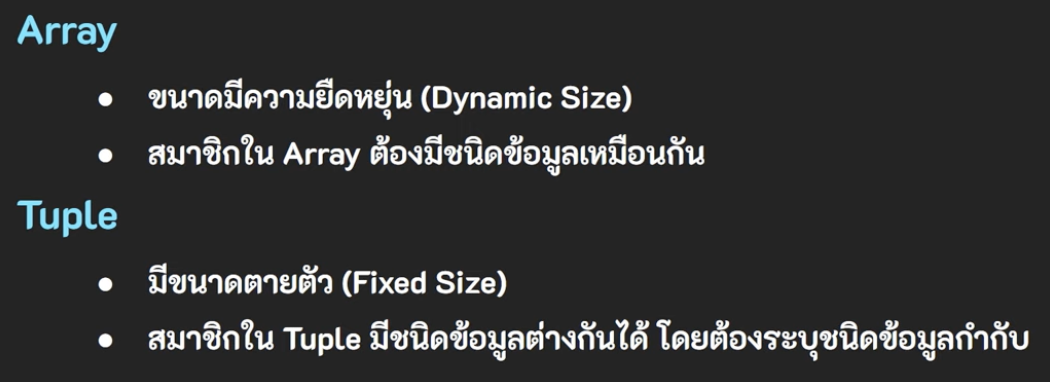 Array
● ขนาดมีความยืดหยุ่น (Dynamic Size)
● สมาชิกใน Array ต้องมีชนิดข้อมูลเหมือนกัน
Tuple
● มีขนาดตายตัว (Fixed Size)
● สมาชิกใน Tuple มีชนิดข้อมูลต่างกันได้ โดยต้องระบุชนิดข้อมูลกำกับ